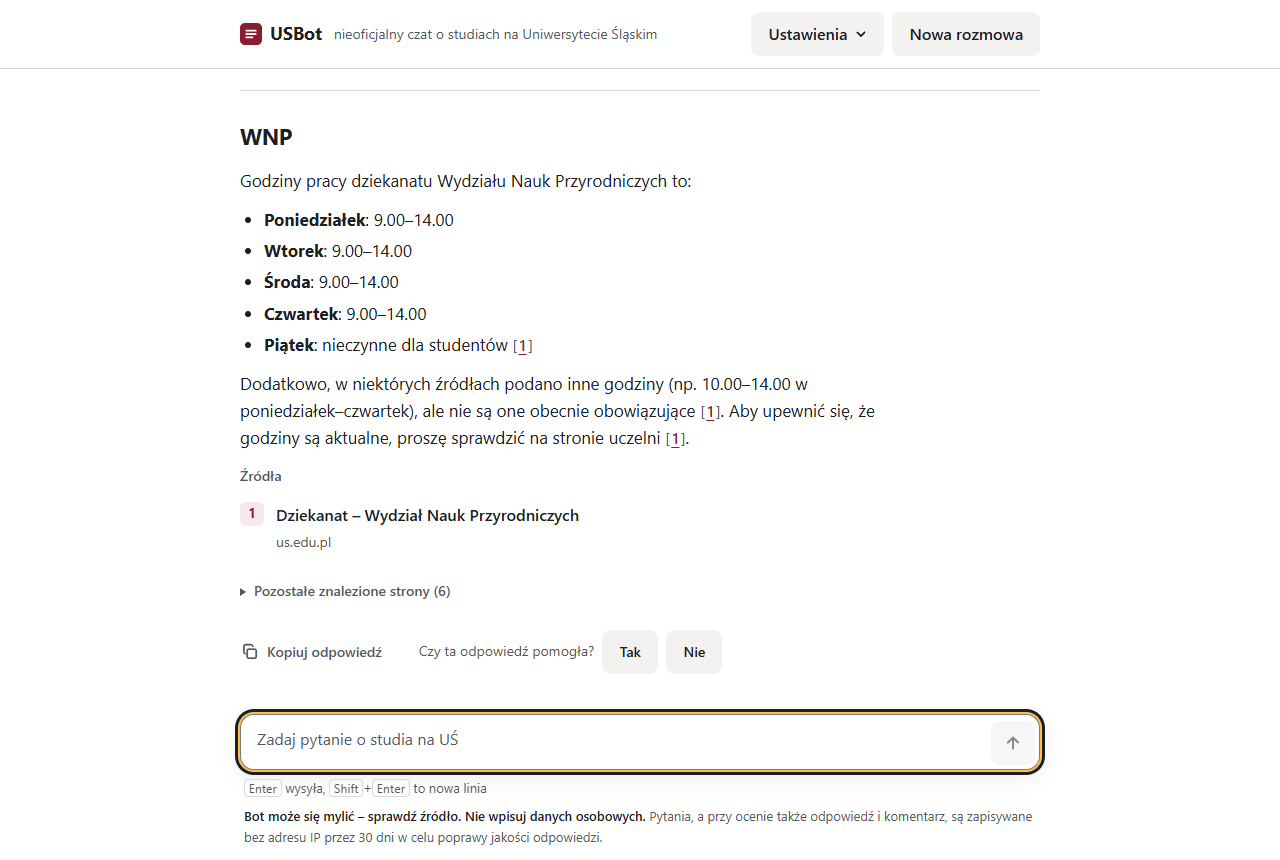 USBot nieoficjalny czat o studiach na Uniwersytecie Śląskim Ustawienia Nowa rozmowa
WNP
Godziny pracy dziekanatu Wydziału Nauk Przyrodniczych to:
• Poniedziałek: 9.00–14.00
• Wtorek: 9.00–14.00
• Środa: 9.00–14.00
• Czwartek: 9.00–14.00
• Piątek: nieczynne dla studentów [1]
Dodatkowo, w niektórych źródłach podano inne godziny (np. 10.00–14.00 w
poniedziałek–czwartek), ale nie są one obecnie obowiązujące [1]. Aby upewnić się, że
godziny są aktualne, proszę sprawdzić na stronie uczelni [1].
Źródła
1 Dziekanat – Wydział Nauk Przyrodniczych
us.edu.pl
Pozostałe znalezione strony (6)
Kopiuj odpowiedź Czy ta odpowiedź pomogła? Tak Nie
Zadaj pytanie o studia na UŚ
Enter wysyła, Shift+Enter to nowa linia
Bot może się mylić – sprawdź źródło. Nie wpisuj danych osobowych. Pytania, a przy ocenie także odpowiedź i komentarz, są zapisywane
bez adresu IP przez 30 dni w celu poprawy jakości odpowiedzi.